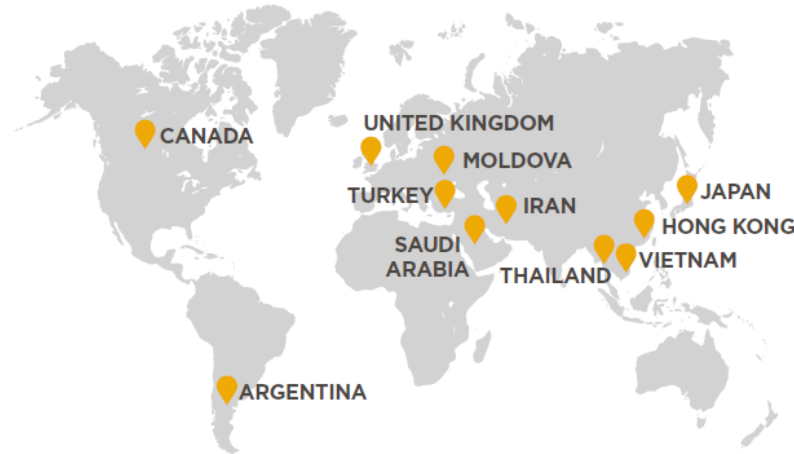 UNITED KINGDOM
CANADA
MOLDOVA
TURKEY
IRAN
JAPAN
HONG KONG
SAUDI
ARABIA
VIETNAM
THAILAND
ARGENTINA